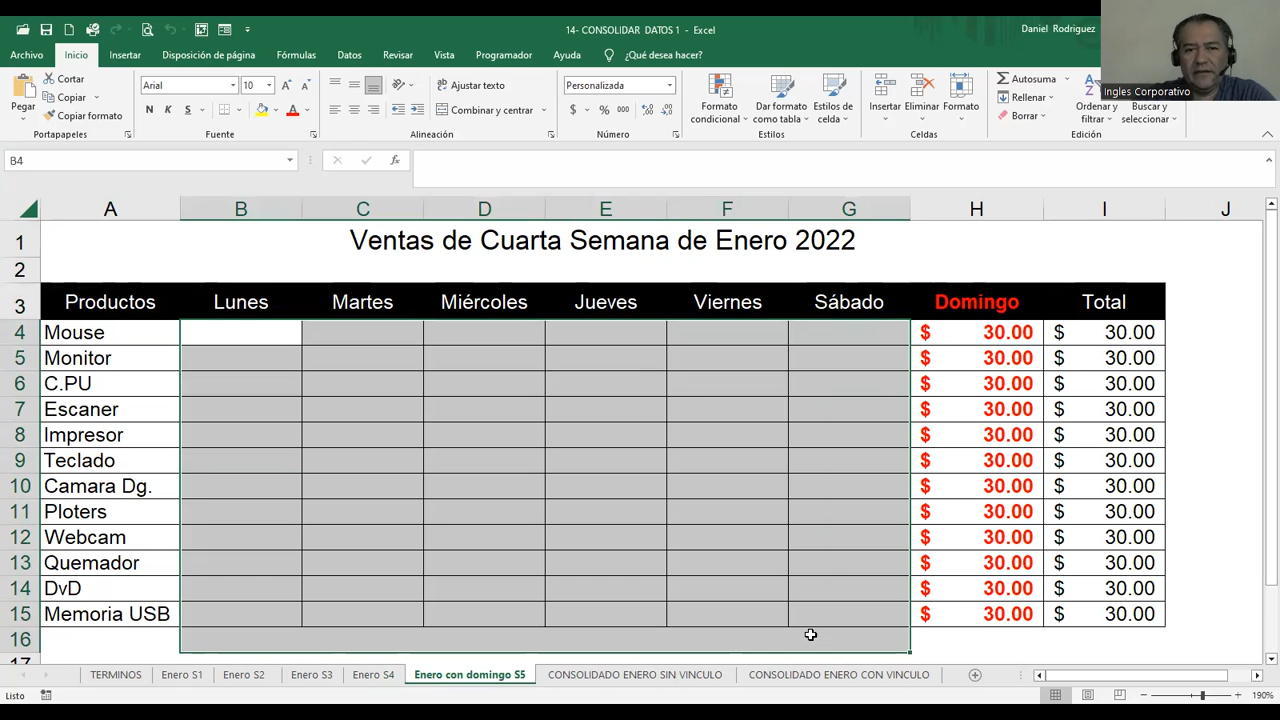 14- CONSOLIDAR DATOS 1 - Excel
Daniel Rodriguez
Archivo Inicio Insertar Disposición de página Fórmulas Datos Revisar Vista Programador Ayuda ¿Qué desea hacer?
Ingles Corporativo
Pegar
Cortar
Copiar
Copiar formato
Arial 10
N K S
Ajustar texto
Combinar y centrar
Personalizada
$ % 000
Formato condicional
Dar formato como tabla
Estilos de celda
Insertar Eliminar Formato
Autosuma
Rellenar
Borrar
Ordenar y filtrar
Buscar y seleccionar
Portapapeles Fuente Alineación Número Estilos Celdas Edición
B4 fx
A B C D E F G H I J
1 Ventas de Cuarta Semana de Enero 2022
2
3 Productos Lunes Martes Miércoles Jueves Viernes Sábado Domingo Total
4 Mouse $ 30.00 $ 30.00
5 Monitor $ 30.00 $ 30.00
6 C.PU $ 30.00 $ 30.00
7 Escaner $ 30.00 $ 30.00
8 Impresor $ 30.00 $ 30.00
9 Teclado $ 30.00 $ 30.00
10 Camara Dg. $ 30.00 $ 30.00
11 Ploters $ 30.00 $ 30.00
12 Webcam $ 30.00 $ 30.00
13 Quemador $ 30.00 $ 30.00
14 DvD $ 30.00 $ 30.00
15 Memoria USB $ 30.00 $ 30.00
16
17
TERMINOS Enero S1 Enero S2 Enero S3 Enero S4 Enero con domingo S5 CONSOLIDADO ENERO SIN VINCULO CONSOLIDADO ENERO CON VINCULO
Listo 190%